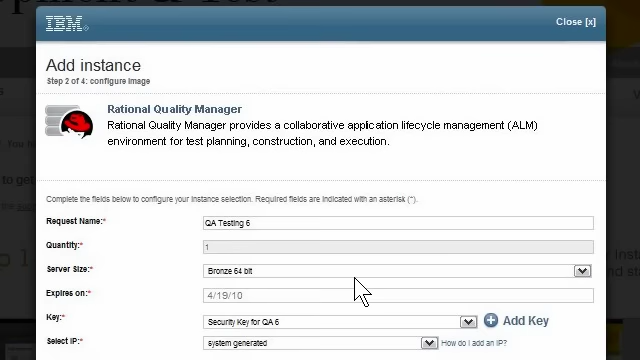 IBM
Close [x]
Add instance
Step 2 of 4: configure image
Rational Quality Manager
Rational Quality Manager provides a collaborative application lifecycle management (ALM)
environment for test planning, construction, and execution.
Complete the fields below to configure your instance selection. Required fields are indicated with an asterisk (*).
Request Name:* QA Testing 6
Quantity:* 1
Server Size:* Bronze 64 bit
Expires on:* 4/19/10
Key:* Security Key for QA 6 Add Key
Select IP:* system generated How do I add an IP?